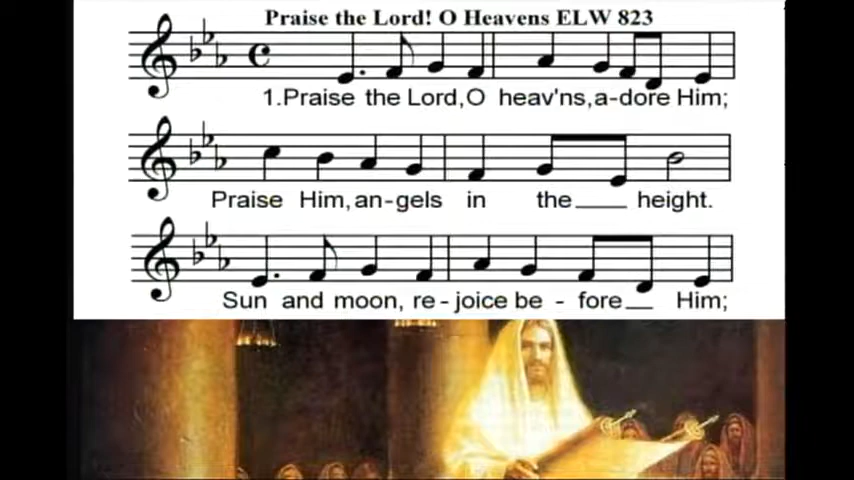 Praise the Lord! O Heavens ELW 823
1.Praise the Lord,O heav'ns,a-dore Him;
Praise Him,an-gels in the height.
Sun and moon, re-joice be - fore Him;